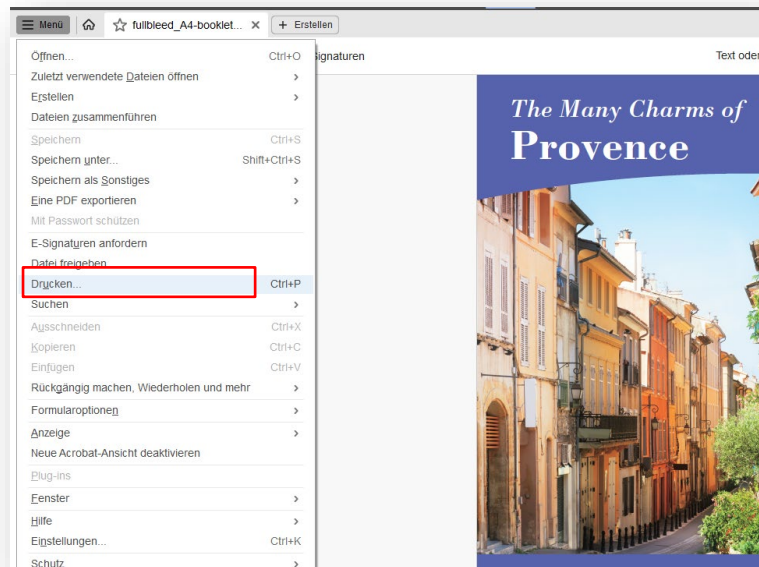 Menü fullbleed_A4-booklet... + Erstellen
Öffnen... Ctrl+O
Signaturen
Text oder
Zuletzt verwendete Dateien öffnen
Erstellen
Dateien zusammenführen
Speichern Ctrl+S
Speichern unter... Shift+Ctrl+S
Speichern als Sonstiges
Eine PDF exportieren
Mit Passwort schützen
E-Signaturen anfordern
Datei freigeben
Drucken... Ctrl+P
Suchen
Ausschneiden Ctrl+X
Kopieren Ctrl+C
Einfügen Ctrl+V
Rückgängig machen, Wiederholen und mehr
Formularoptionen
Anzeige
Neue Acrobat-Ansicht deaktivieren
Plug-ins
Fenster
Hilfe
Einstellungen... Ctrl+K
Schutz
The Many Charms of
Provence